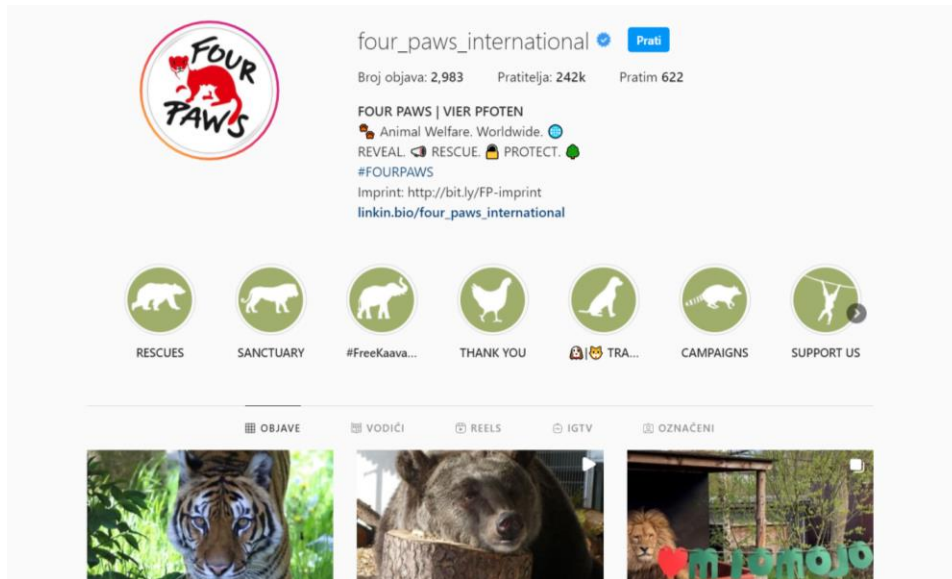 FOUR
PAWS
four_paws_international Prati
Broj objava: 2,983 Pratitelja: 242k Pratim 622
FOUR PAWS | VIER PFOTEN
🐾 Animal Welfare. Worldwide. 🌐
REVEAL. 📢 RESCUE. 🔒 PROTECT. 🌳
#FOURPAWS
Imprint: http://bit.ly/FP-imprint
linkin.bio/four_paws_international
RESCUES SANCTUARY #FreeKaava... THANK YOU 🐶|🐱 TRA... CAMPAIGNS SUPPORT US
OBJAVE VODIČI REELS IGTV OZNAČENI
mjomojo